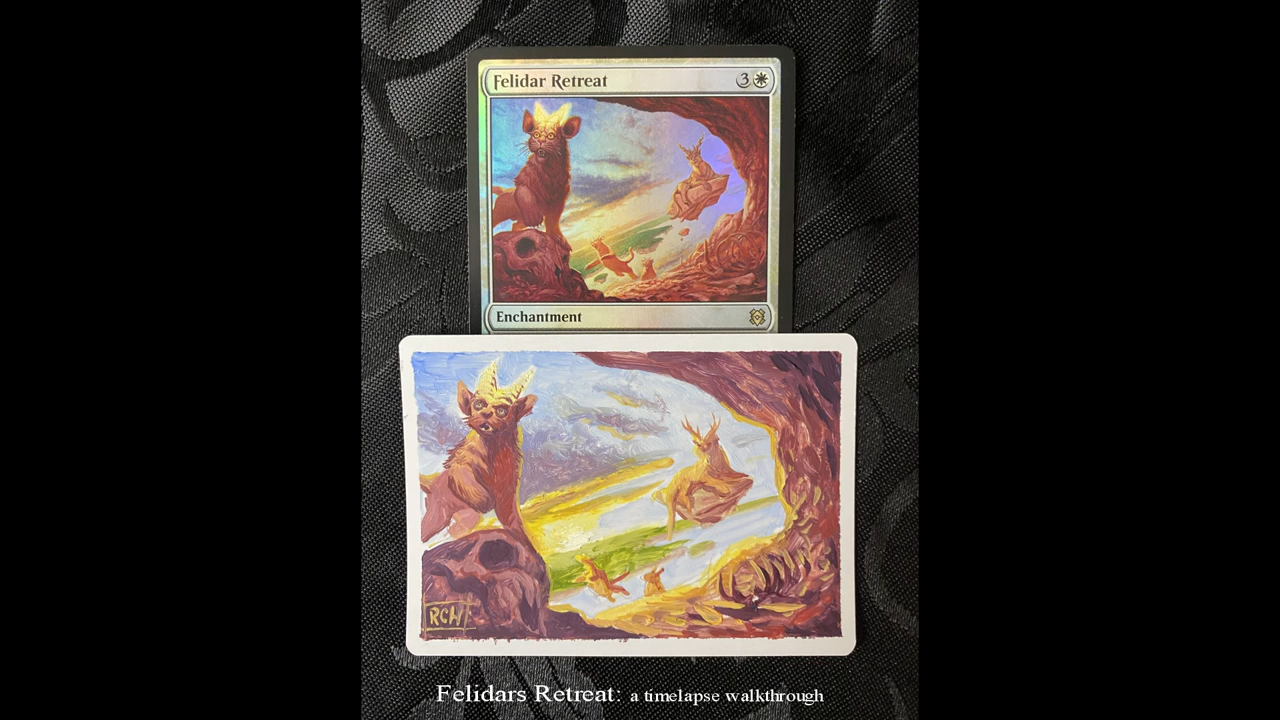 Felidar Retreat 3
Enchantment
RCH
Felidars Retreat: a timelapse walkthrough